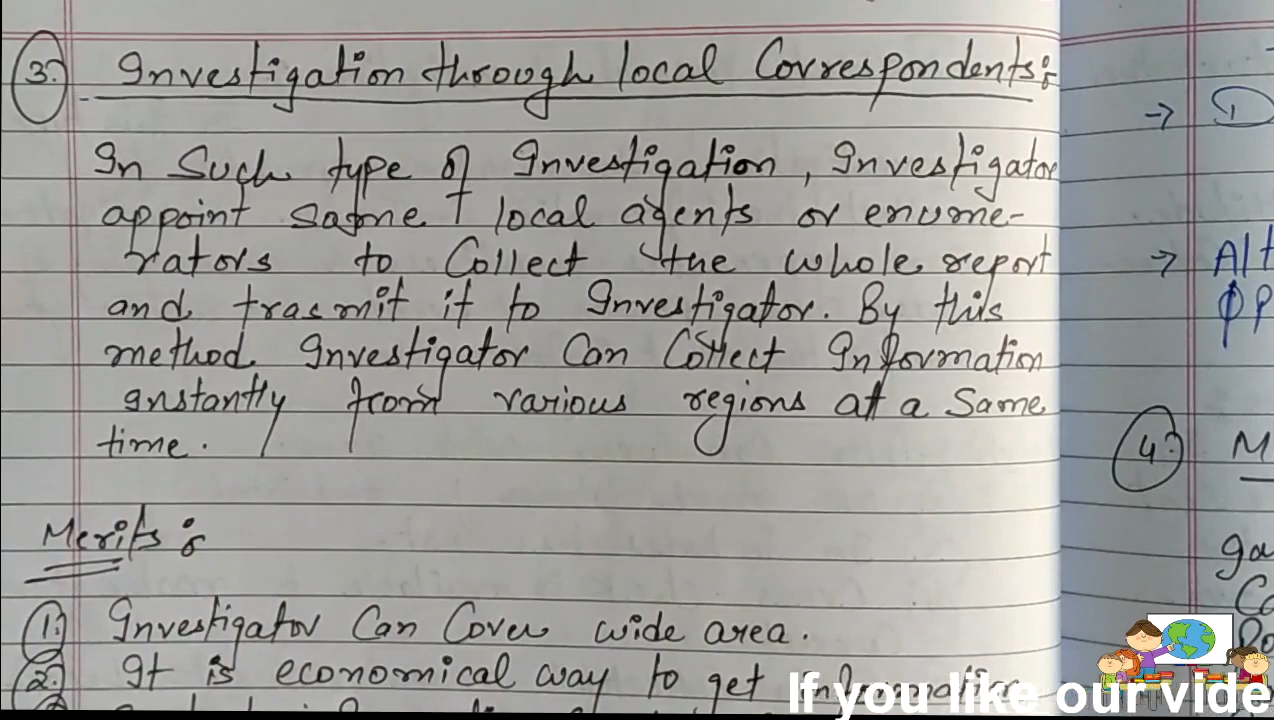 3. Investigation through local Correspondents:
In Such type of Investigation, Investigator
appoint some local agents or enume-
rators to Collect the whole report
and trasmit it to Investigator. By this
method Investigator Can Collect Information
instantly from various regions at a Same
time.
Merits:
1. Investigator Can Cover wide area.
2. It is economical way to get
→ D
→ Alt
OP
4. M
ga
Co
If you like our vide